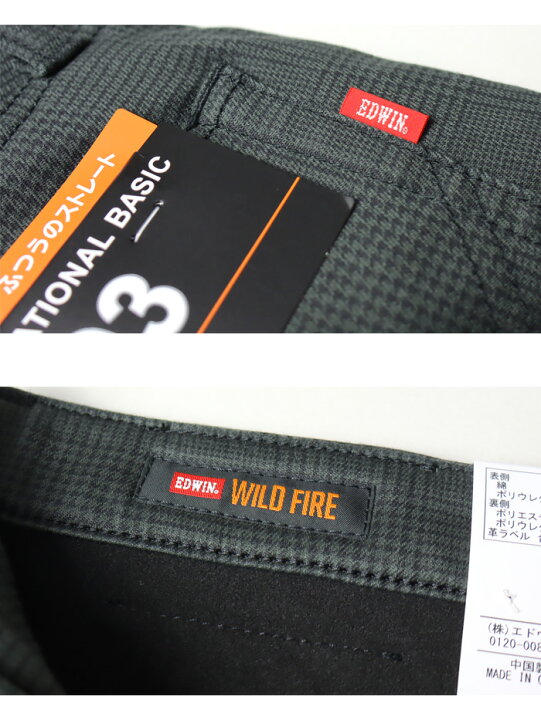 EDWIN
ふつうのストレート
ATIONAL BASIC
03
EDWIN WILD FIRE
表側
綿
ポリウレ
裏側
ポリエス
ポリウレ
革ラベル
(株)エド
0120-008
中国製
MADE IN